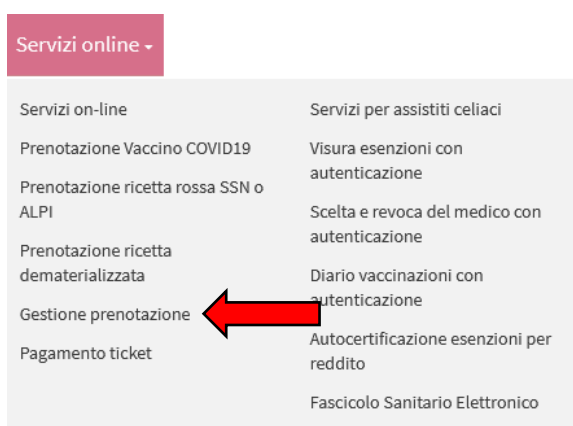 Servizi online
Servizi on-line
Prenotazione Vaccino COVID19
Prenotazione ricetta rossa SSN o
ALPI
Prenotazione ricetta
dematerializzata
Gestione prenotazione
Pagamento ticket
Servizi per assistiti celiaci
Visura esenzioni con
autenticazione
Scelta e revoca del medico con
autenticazione
Diario vaccinazioni con
autenticazione
Autocertificazione esenzioni per
reddito
Fascicolo Sanitario Elettronico